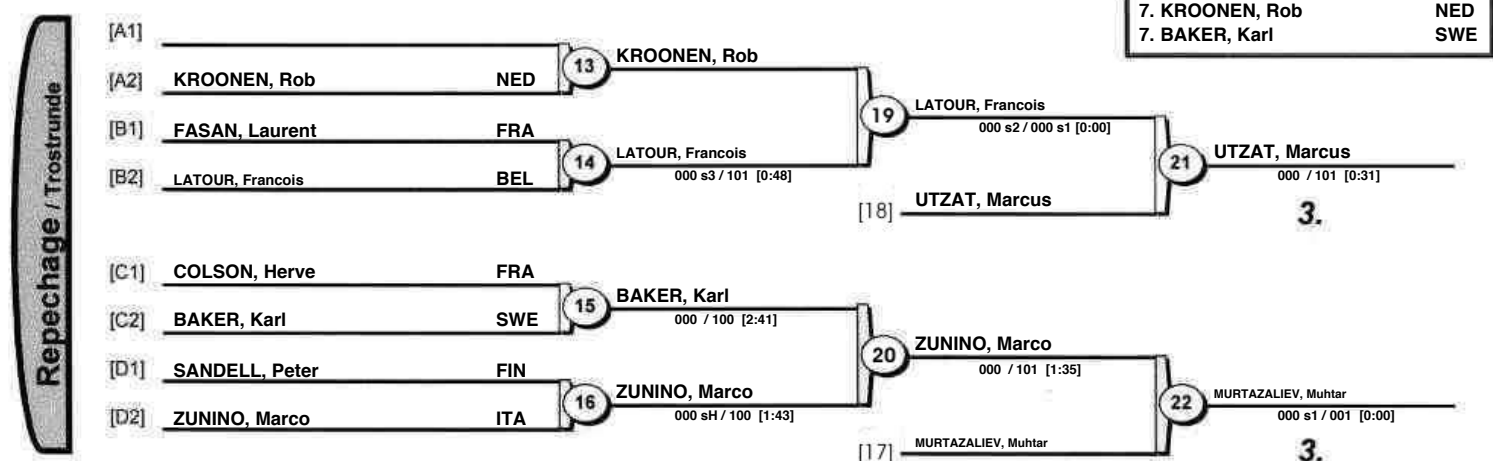 7. KROONEN, Rob NED
7. BAKER, Karl SWE
Repechage / Trostrunde
[A1]
13 KROONEN, Rob
[A2] KROONEN, Rob NED
19 LATOUR, Francois
000 s2 / 000 s1 [0:00]
[B1] FASAN, Laurent FRA
14 LATOUR, Francois
000 s3 / 101 [0:48]
[B2] LATOUR, Francois BEL
21 UTZAT, Marcus
000 / 101 [0:31]
[18] UTZAT, Marcus
3.
[C1] COLSON, Herve FRA
15 BAKER, Karl
000 / 100 [2:41]
[C2] BAKER, Karl SWE
20 ZUNINO, Marco
000 / 101 [1:35]
[D1] SANDELL, Peter FIN
16 ZUNINO, Marco
000 sH / 100 [1:43]
[D2] ZUNINO, Marco ITA
22 MURTAZALIEV, Muhtar
000 s1 / 001 [0:00]
[17] MURTAZALIEV, Muhtar
3.